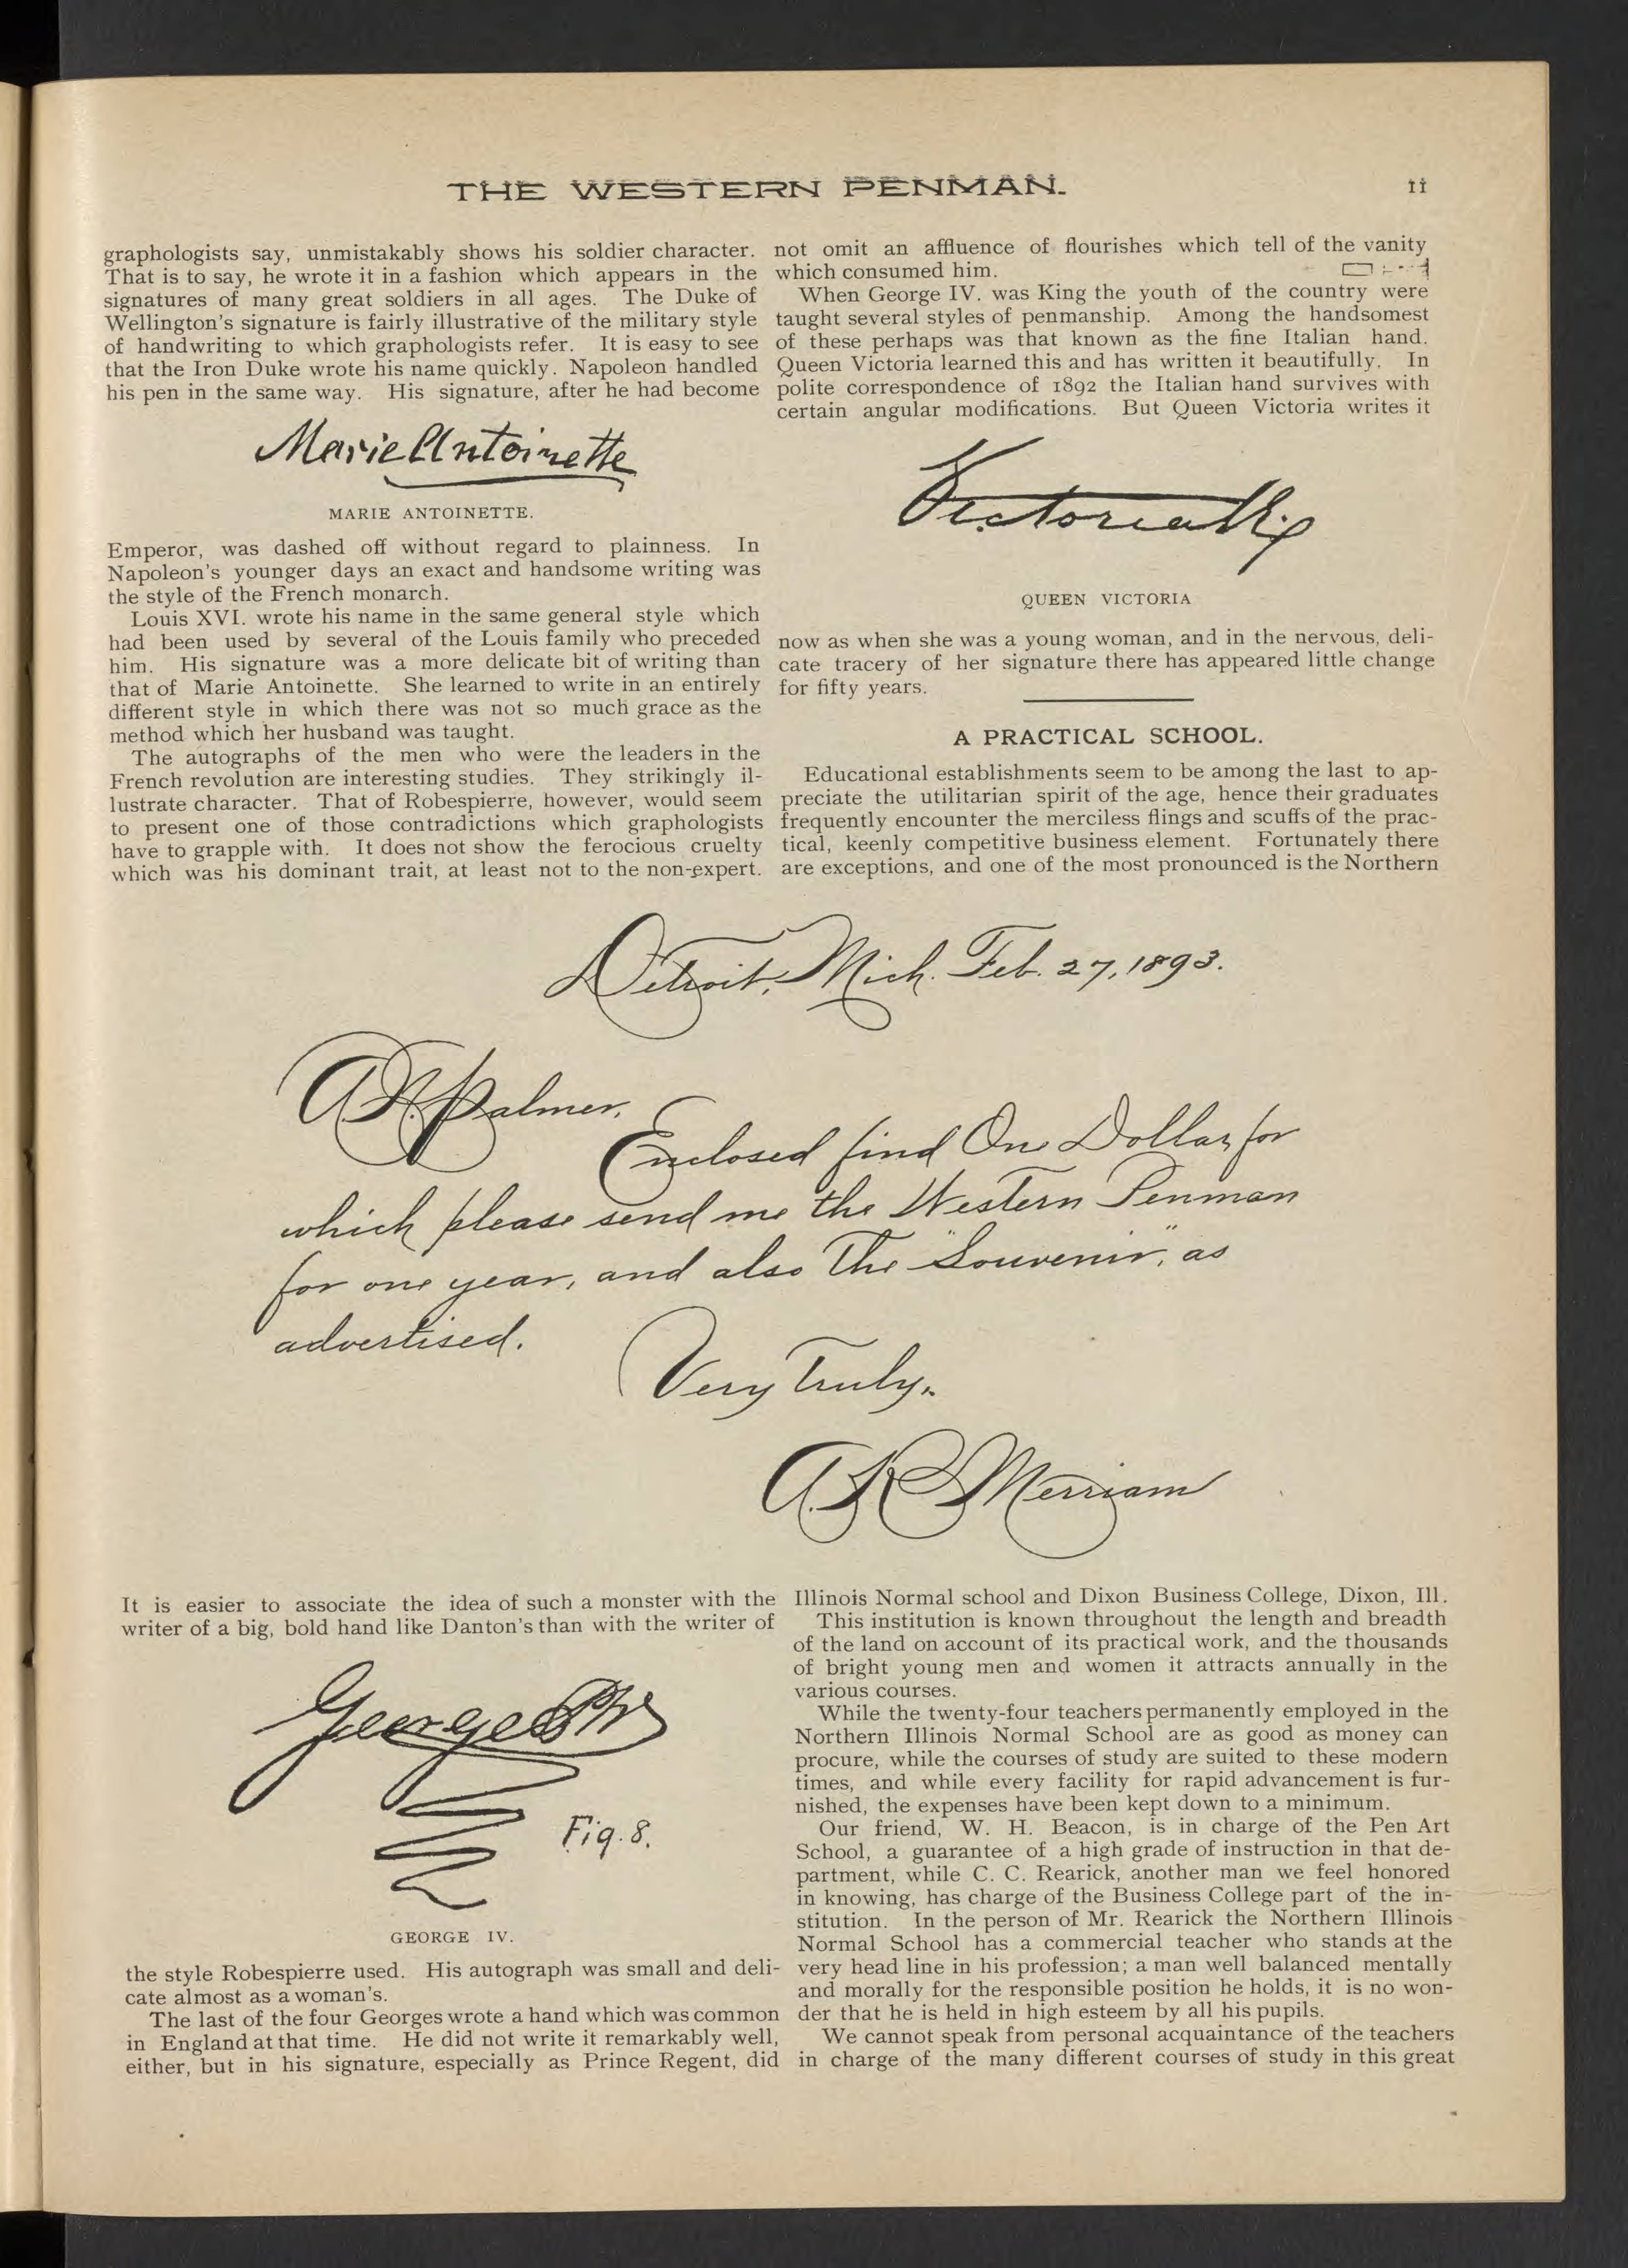 THE WESTERN PENMAN.
11
graphologists say, unmistakably shows his soldier character.
That is to say, he wrote it in a fashion which appears in the
signatures of many great soldiers in all ages. The Duke of
Wellington's signature is fairly illustrative of the military style
of handwriting to which graphologists refer. It is easy to see
that the Iron Duke wrote his name quickly. Napoleon handled
his pen in the same way. His signature, after he had become
Marie Antoinette
MARIE ANTOINETTE.
Emperor, was dashed off without regard to plainness. In
Napoleon's younger days an exact and handsome writing was
the style of the French monarch.
Louis XVI. wrote his name in the same general style which
had been used by several of the Louis family who preceded
him. His signature was a more delicate bit of writing than
that of Marie Antoinette. She learned to write in an entirely
different style in which there was not so much grace as the
method which her husband was taught.
The autographs of the men who were the leaders in the
French revolution are interesting studies. They strikingly il-
lustrate character. That of Robespierre, however, would seem
to present one of those contradictions which graphologists
have to grapple with. It does not show the ferocious cruelty
which was his dominant trait, at least not to the non-expert.
not omit an affluence of flourishes which tell of the vanity
which consumed him.
When George IV. was King the youth of the country were
taught several styles of penmanship. Among the handsomest
of these perhaps was that known as the fine Italian hand.
Queen Victoria learned this and has written it beautifully. In
polite correspondence of 1892 the Italian hand survives with
certain angular modifications. But Queen Victoria writes it
Victoria R.
QUEEN VICTORIA
now as when she was a young woman, and in the nervous, deli-
cate tracery of her signature there has appeared little change
for fifty years.
A PRACTICAL SCHOOL.
Educational establishments seem to be among the last to ap-
preciate the utilitarian spirit of the age, hence their graduates
frequently encounter the merciless flings and scuffs of the prac-
tical, keenly competitive business element. Fortunately there
are exceptions, and one of the most pronounced is the Northern
Detroit, Mich. Feb. 27, 1893.
A. N. Palmer.
Enclosed find One Dollar, for
which please send me the Western Penman
for one year, and also The "Souvenir", as
advertised.
Very Truly,
A. R. Merriam
It is easier to associate the idea of such a monster with the
writer of a big, bold hand like Danton's than with the writer of
George PR
Fig. 8.
GEORGE IV.
the style Robespierre used. His autograph was small and deli-
cate almost as a woman's.
The last of the four Georges wrote a hand which was common
in England at that time. He did not write it remarkably well,
either, but in his signature, especially as Prince Regent, did
Illinois Normal school and Dixon Business College, Dixon, Ill.
This institution is known throughout the length and breadth
of the land on account of its practical work, and the thousands
of bright young men and women it attracts annually in the
various courses.
While the twenty-four teachers permanently employed in the
Northern Illinois Normal School are as good as money can
procure, while the courses of study are suited to these modern
times, and while every facility for rapid advancement is fur-
nished, the expenses have been kept down to a minimum.
Our friend, W. H. Beacon, is in charge of the Pen Art
School, a guarantee of a high grade of instruction in that de-
partment, while C. C. Rearick, another man we feel honored
in knowing, has charge of the Business College part of the in-
stitution. In the person of Mr. Rearick the Northern Illinois
Normal School has a commercial teacher who stands at the
very head line in his profession; a man well balanced mentally
and morally for the responsible position he holds, it is no won-
der that he is held in high esteem by all his pupils.
We cannot speak from personal acquaintance of the teachers
in charge of the many different courses of study in this great